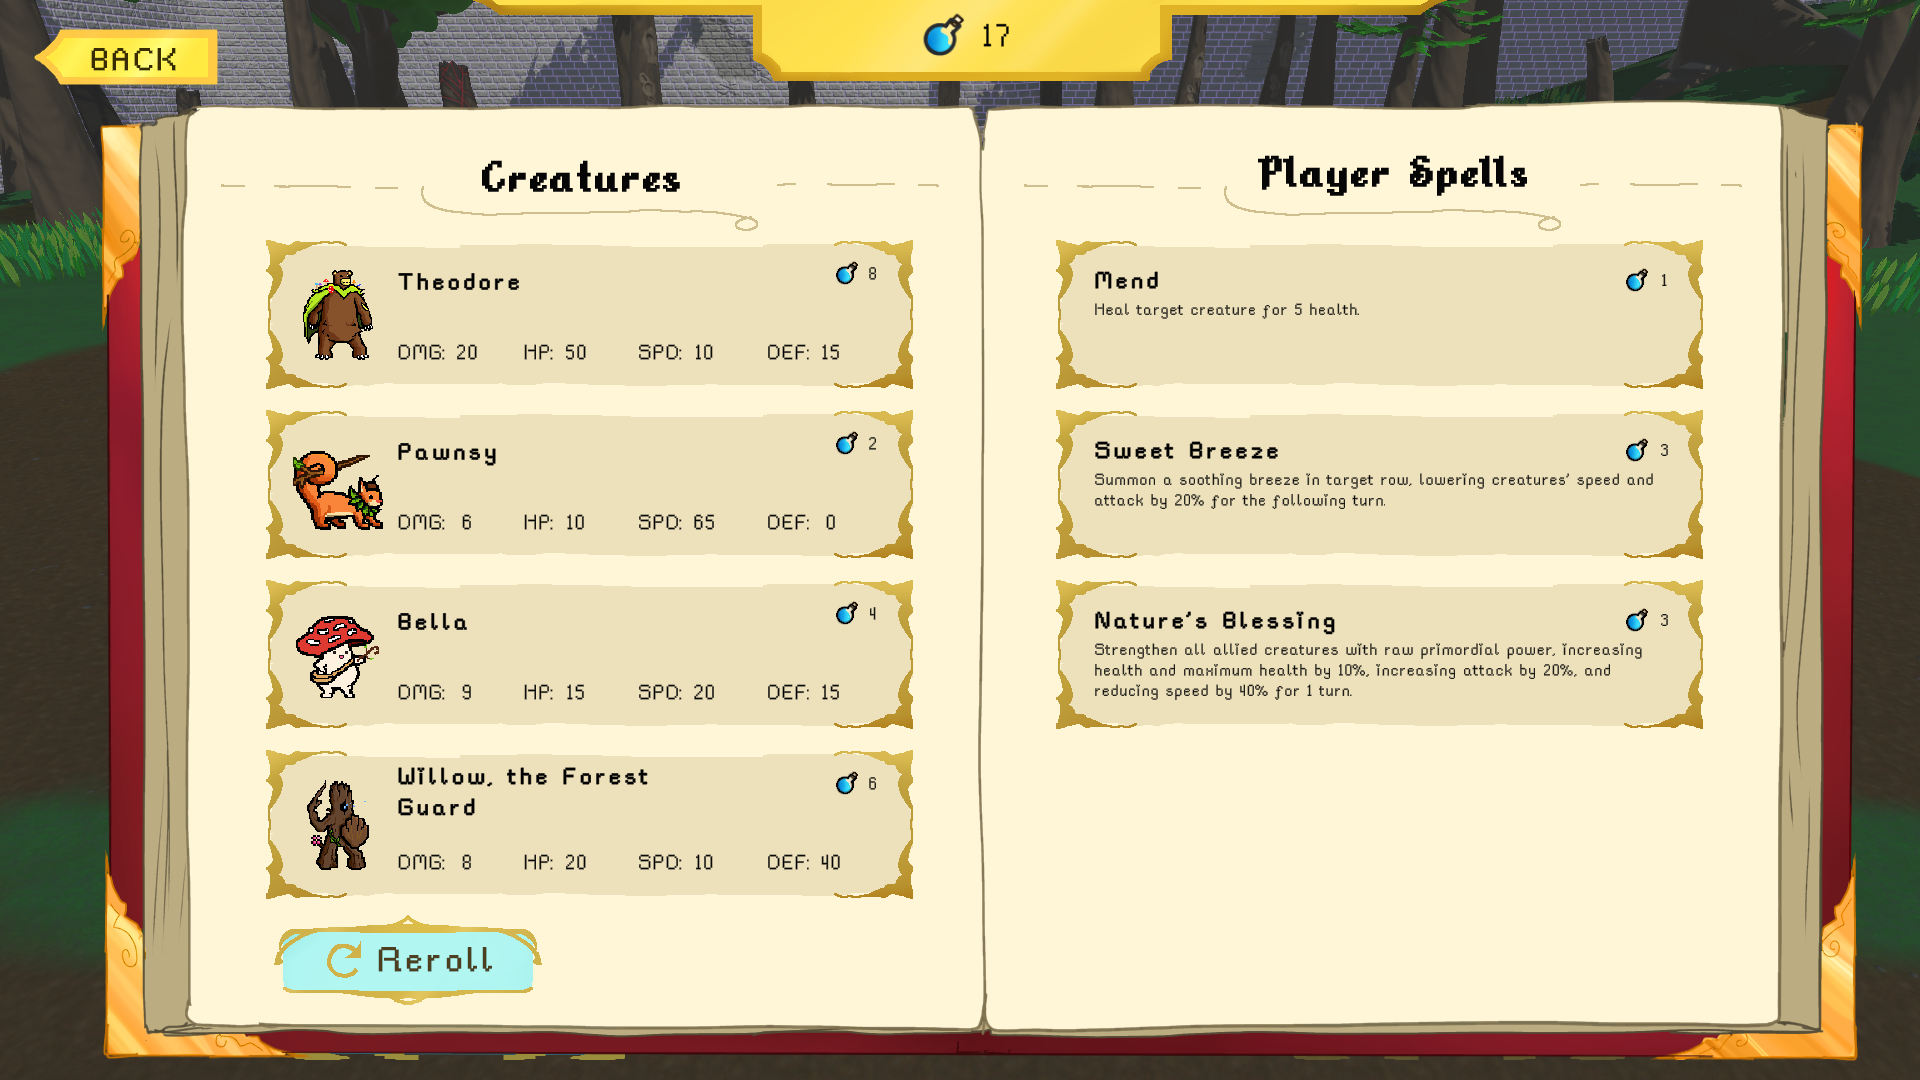 BACK
17
Creatures
Theodore
8
DMG: 20 HP: 50 SPD: 10 DEF: 15
Pawnsy
2
DMG: 6 HP: 10 SPD: 65 DEF: 0
Bella
4
DMG: 9 HP: 15 SPD: 20 DEF: 15
Willow, the Forest
Guard
6
DMG: 8 HP: 20 SPD: 10 DEF: 40
Reroll
Player Spells
Mend
1
Heal target creature for 5 health.
Sweet Breeze
3
Summon a soothing breeze in target row, lowering creatures' speed and
attack by 20% for the following turn.
Nature's Blessing
3
Strengthen all allied creatures with raw primordial power, increasing
health and maximum health by 10%, increasing attack by 20%, and
reducing speed by 40% for 1 turn.